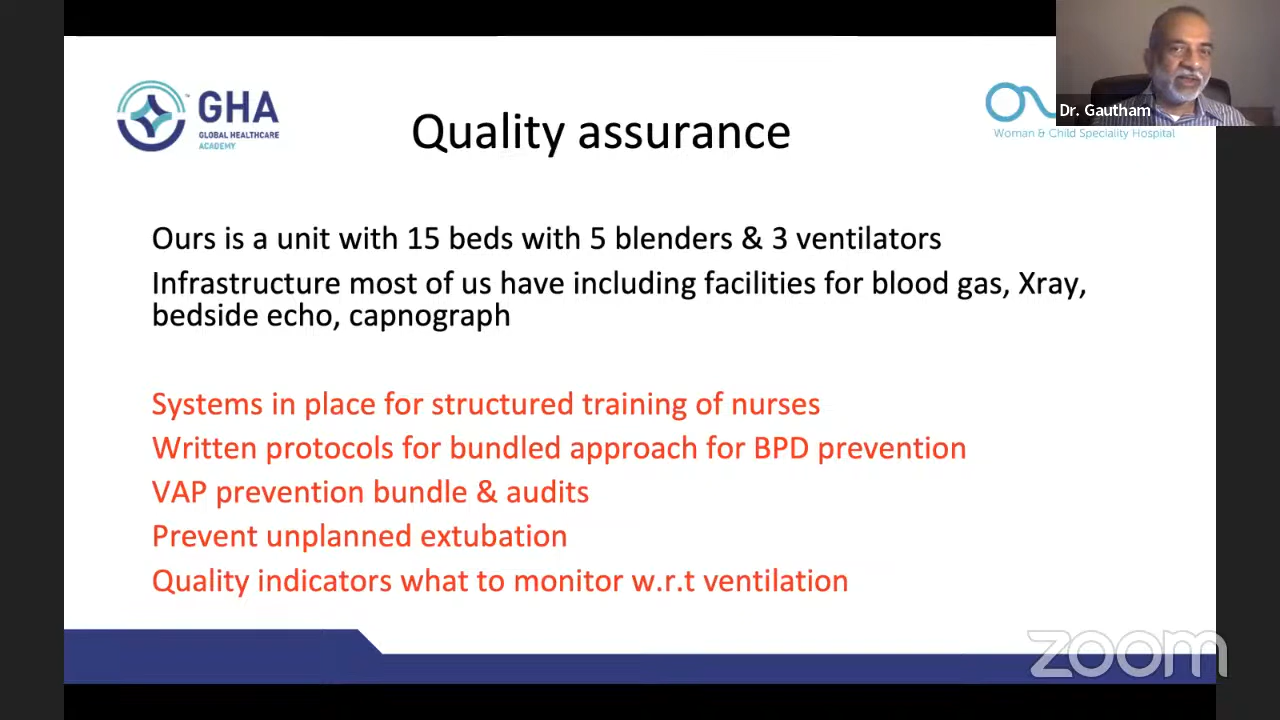 GHA
GLOBAL HEALTHCARE
ACADEMY
Quality assurance
Dr. Gautham
Woman & Child Speciality Hospital
Ours is a unit with 15 beds with 5 blenders & 3 ventilators
Infrastructure most of us have including facilities for blood gas, Xray,
bedside echo, capnograph
Systems in place for structured training of nurses
Written protocols for bundled approach for BPD prevention
VAP prevention bundle & audits
Prevent unplanned extubation
Quality indicators what to monitor w.r.t ventilation
zoom